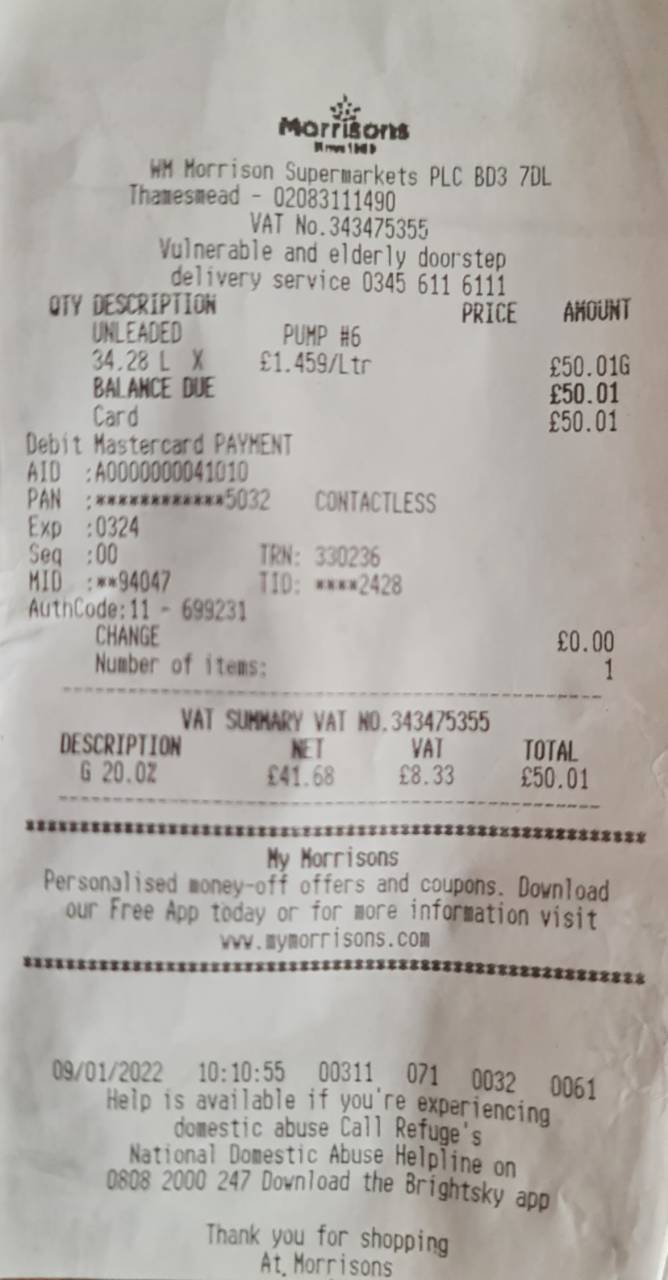 Morrisons
Since 1899
WM Morrison Supermarkets PLC BD3 7DL
Thamesmead - 02083111490
VAT No.343475355
Vulnerable and elderly doorstep
delivery service 0345 611 6111
QTY DESCRIPTION PRICE AMOUNT
UNLEADED PUMP #6
34.28 L X £1.459/Ltr £50.01G
BALANCE DUE £50.01
Card £50.01
Debit Mastercard PAYMENT
AID :A0000000041010
PAN :************5032 CONTACTLESS
Exp :0324
Seq :00 TRN: 330236
MID :**94047 TID: ****2428
AuthCode:11 - 699231
CHANGE £0.00
Number of items: 1
VAT SUMMARY VAT NO.343475355
DESCRIPTION NET VAT TOTAL
G 20.0% £41.68 £8.33 £50.01
My Morrisons
Personalised money-off offers and coupons. Download
our Free App today or for more information visit
www.mymorrisons.com
09/01/2022 10:10:55 00311 071 0032 0061
Help is available if you're experiencing
domestic abuse Call Refuge's
National Domestic Abuse Helpline on
0808 2000 247 Download the Brightsky app
Thank you for shopping
At Morrisons